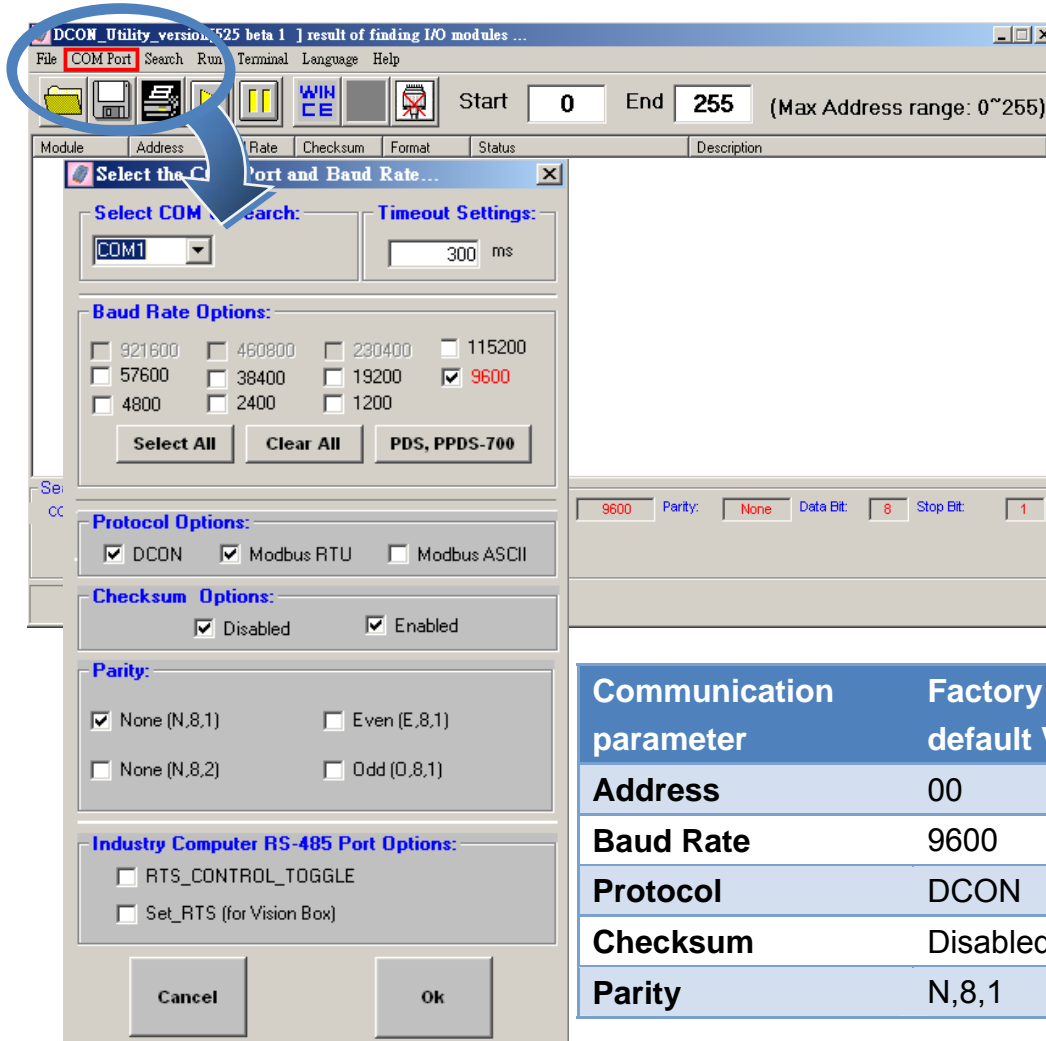 DCON_Utility_version[525 beta 1 ] result of finding I/O modules ...
File COM Port Search Run Terminal Language Help
WIN CE Start 0 End 255 (Max Address range: 0~255)
Module Address Rate Checksum Format Status Description
Select the Port and Baud Rate...
Select COM Search: Timeout Settings:
COM1 300 ms
Baud Rate Options:
921600 460800 230400 115200
57600 38400 19200 9600
4800 2400 1200
Select All Clear All PDS, PPDS-700
9600 Parity: None Data Bit: 8 Stop Bit: 1
Protocol Options:
DCON Modbus RTU Modbus ASCII
Checksum Options:
Disabled Enabled
Parity:
None (N,8,1) Even (E,8,1)
None (N,8,2) Odd (O,8,1)
Industry Computer RS-485 Port Options:
RTS_CONTROL_TOGGLE
Set_RTS (for Vision Box)
Cancel Ok
Communication parameter Factory default
Address 00
Baud Rate 9600
Protocol DCON
Checksum Disabled
Parity N,8,1